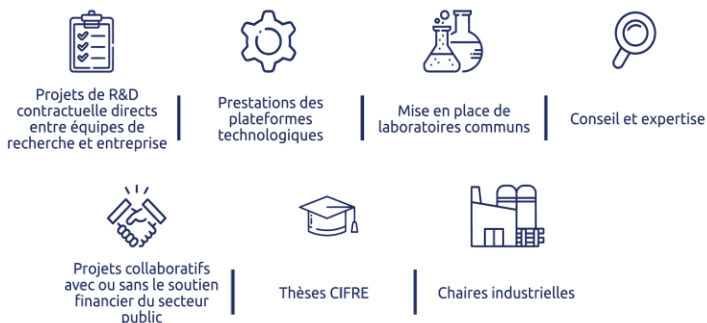 Projets de R&D
contractuelle directs
entre équipes de
recherche et entreprise
Prestations des
plateformes
technologiques
Mise en place de
laboratoires communs
Conseil et expertise
Projets collaboratifs
avec ou sans le soutien
financier du secteur
public
Thèses CIFRE
Chaires industrielles